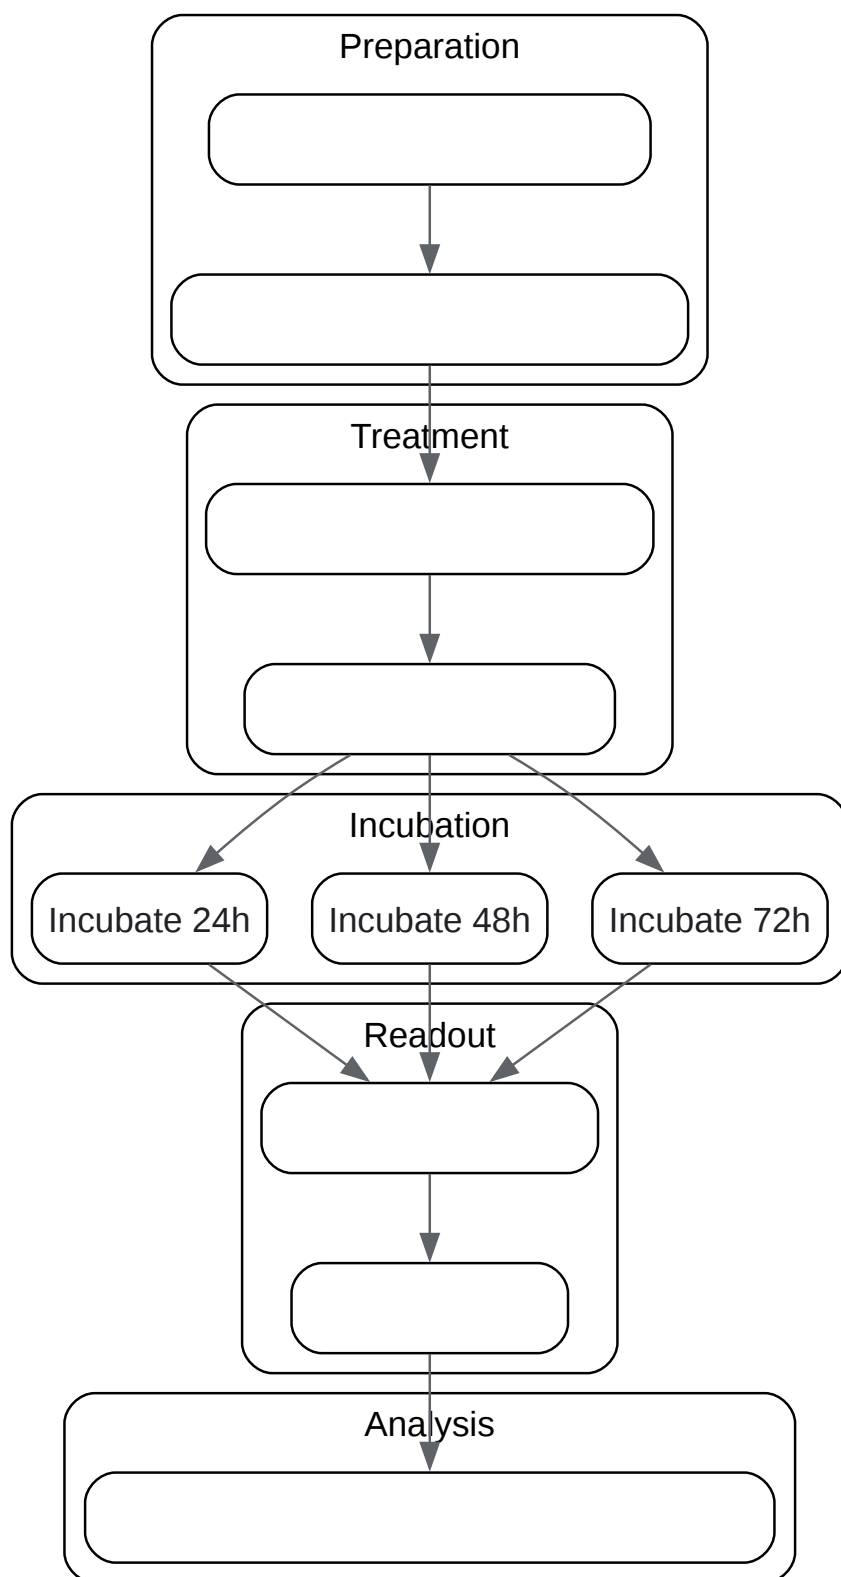 Preparation
Treatment
Incubation
Incubate 24h
Incubate 48h
Incubate 72h
Readout
Analysis